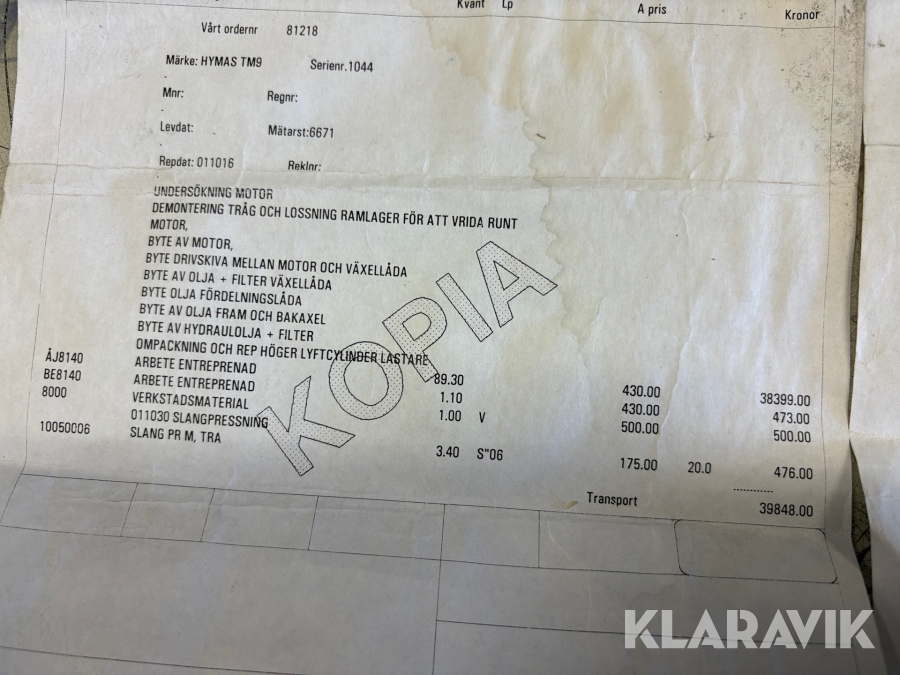 Kvant Lp A pris Kronor
Vårt ordernr 81218
Märke: HYMAS TM9 Serienr.1044
Mnr: Regnr:
Levdat: Mätarst:6671
Repdat: 011016 Reklnr:
UNDERSÖKNING MOTOR
DEMONTERING TRÅG OCH LOSSNING RAMLAGER FÖR ATT VRIDA RUNT
MOTOR,
BYTE AV MOTOR,
BYTE DRIVSKIVA MELLAN MOTOR OCH VÄXELLÅDA
BYTE AV OLJA + FILTER VÄXELLÅDA
BYTE OLJA FÖRDELNINGSLÅDA
BYTE AV OLJA FRAM OCH BAKAXEL
BYTE AV HYDRAULOLJA + FILTER
OMPACKNING OCH REP HÖGER LYFTCYLINDER LASTARE
ÅJ8140 ARBETE ENTREPRENAD 89.30 430.00 38399.00
BE8140 ARBETE ENTREPRENAD 1.10 430.00 473.00
8000 VERKSTADSMATERIAL 1.00 V 500.00 500.00
011030 SLANGPRESSNING
10050006 SLANG PR M, TRA 3.40 S"06 175.00 20.0 476.00
------------
Transport 39848.00
KOPIA
KLARAVIK